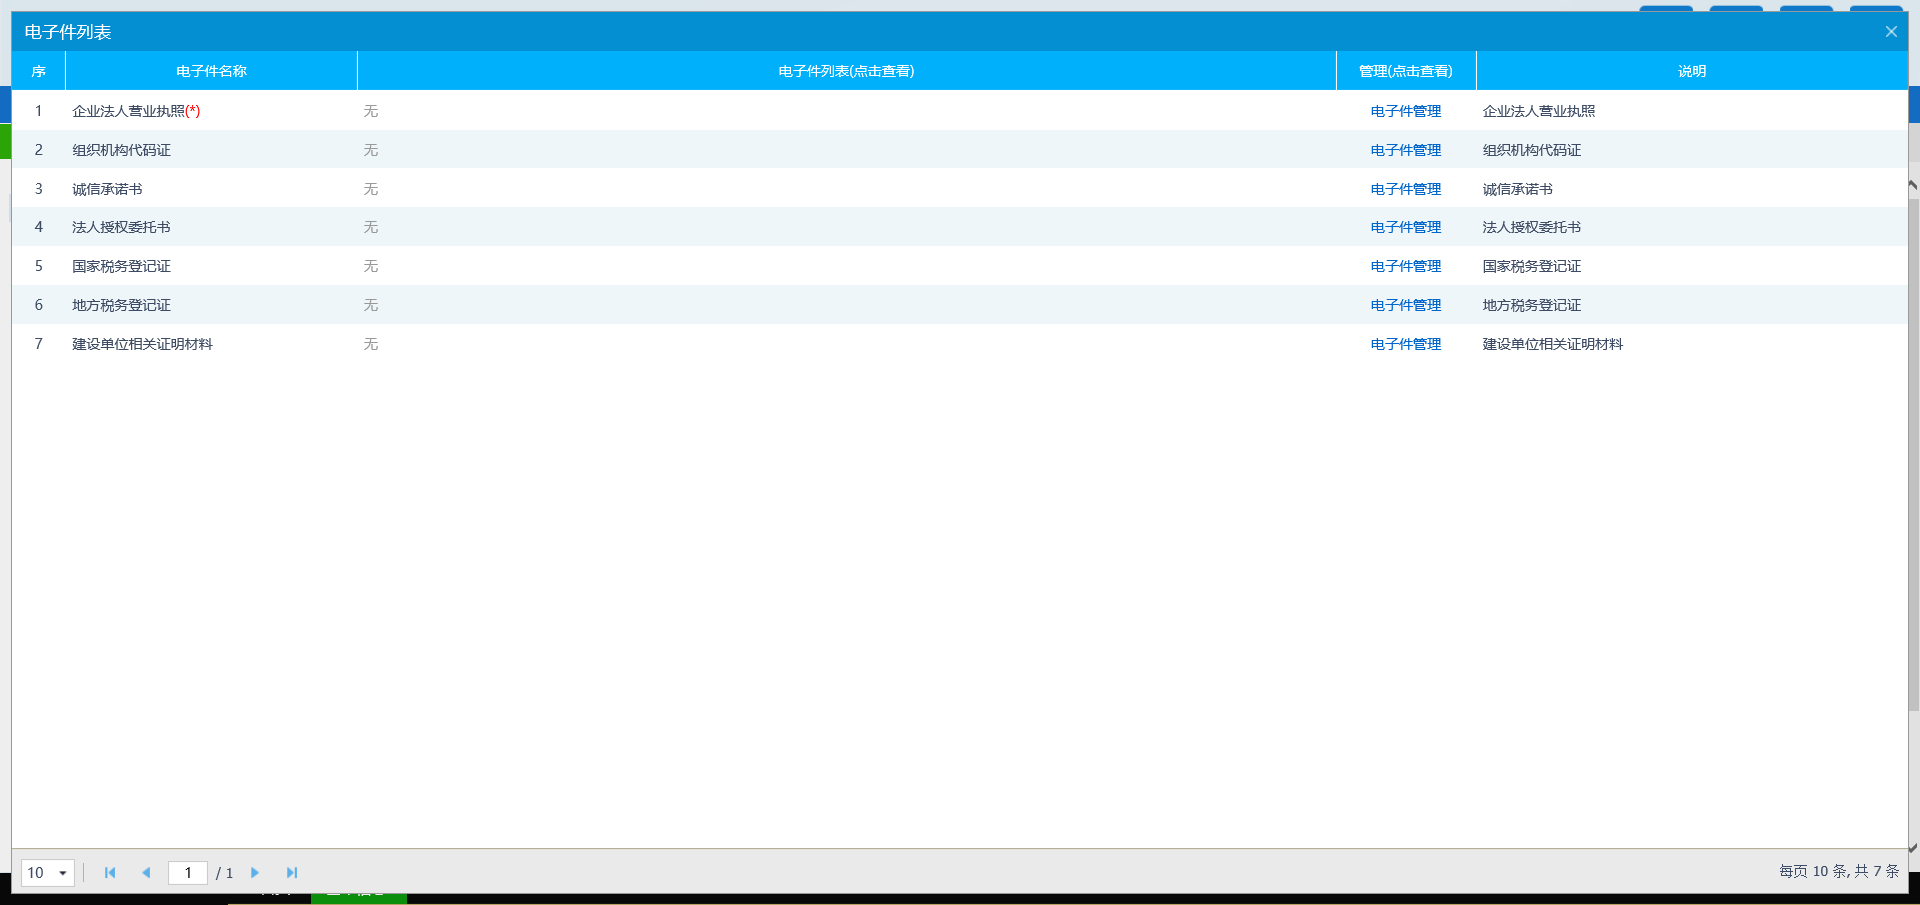 电子件列表
序 电子件名称 电子件列表(点击查看) 管理(点击查看) 说明
1 企业法人营业执照(*) 无 电子件管理 企业法人营业执照
2 组织机构代码证 无 电子件管理 组织机构代码证
3 诚信承诺书 无 电子件管理 诚信承诺书
4 法人授权委托书 无 电子件管理 法人授权委托书
5 国家税务登记证 无 电子件管理 国家税务登记证
6 地方税务登记证 无 电子件管理 地方税务登记证
7 建设单位相关证明材料 无 电子件管理 建设单位相关证明材料
10 1 / 1 每页 10 条, 共 7 条